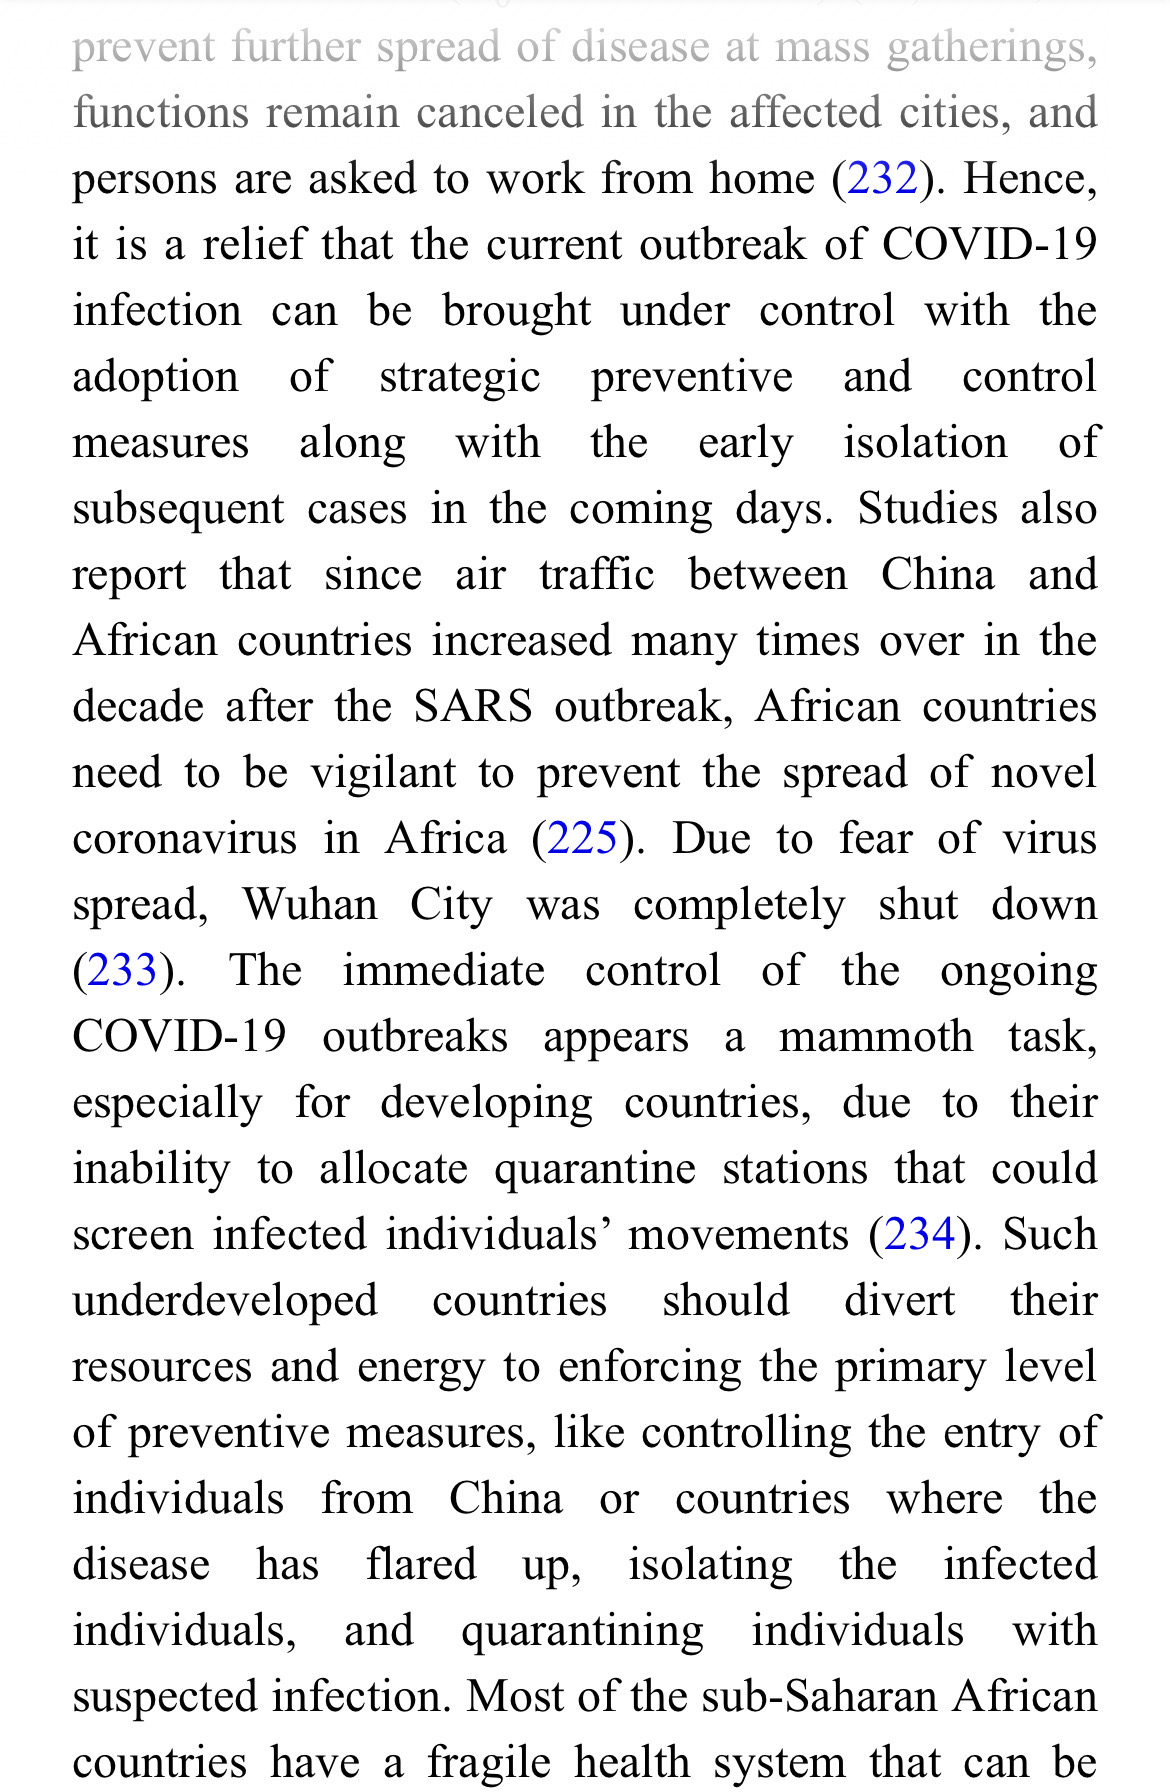 prevent further spread of disease at mass gatherings,
functions remain canceled in the affected cities, and
persons are asked to work from home (232). Hence,
it is a relief that the current outbreak of COVID-19
infection can be brought under control with the
adoption of strategic preventive and control
measures along with the early isolation of
subsequent cases in the coming days. Studies also
report that since air traffic between China and
African countries increased many times over in the
decade after the SARS outbreak, African countries
need to be vigilant to prevent the spread of novel
coronavirus in Africa (225). Due to fear of virus
spread, Wuhan City was completely shut down
(233). The immediate control of the ongoing
COVID-19 outbreaks appears a mammoth task,
especially for developing countries, due to their
inability to allocate quarantine stations that could
screen infected individuals’ movements (234). Such
underdeveloped countries should divert their
resources and energy to enforcing the primary level
of preventive measures, like controlling the entry of
individuals from China or countries where the
disease has flared up, isolating the infected
individuals, and quarantining individuals with
suspected infection. Most of the sub-Saharan African
countries have a fragile health system that can be